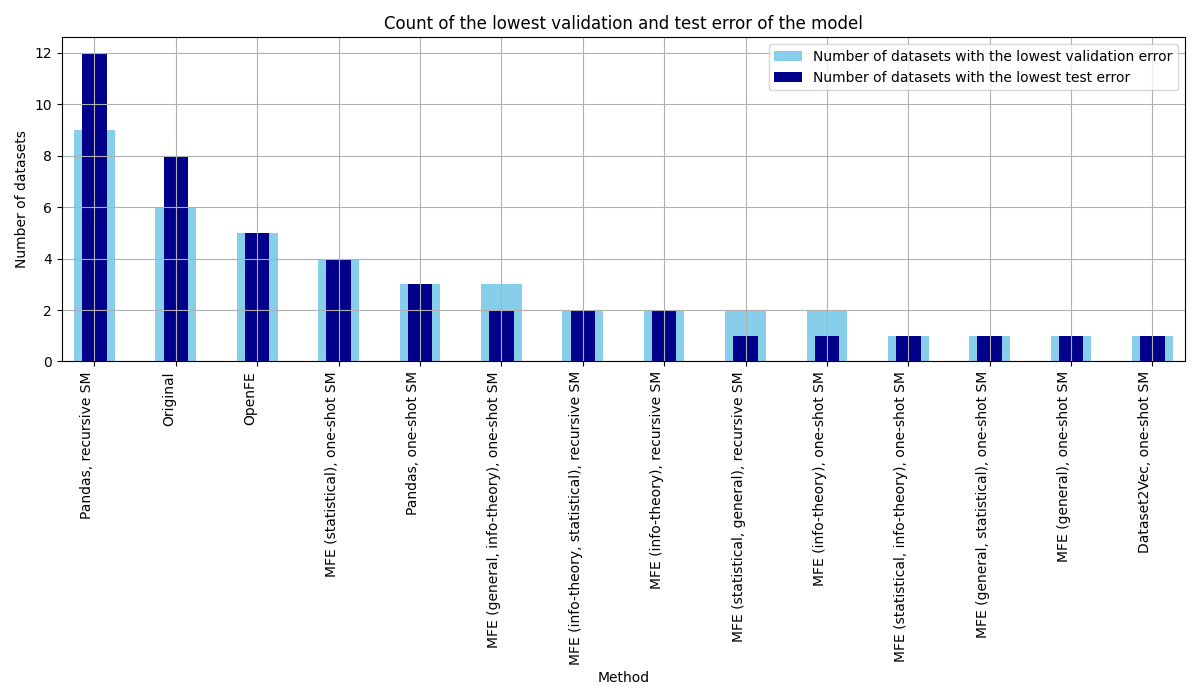 Count of the lowest validation and test error of the model
Number of datasets with the lowest validation error
Number of datasets with the lowest test error
Number of datasets
12
10
8
6
4
2
0
Pandas, recursive SM
Original
OpenFE
MFE (statistical), one-shot SM
Pandas, one-shot SM
MFE (general, info-theory), one-shot SM
MFE (info-theory, statistical), recursive SM
MFE (info-theory), recursive SM
MFE (statistical, general), recursive SM
MFE (info-theory), one-shot SM
MFE (statistical, info-theory), one-shot SM
MFE (general, statistical), one-shot SM
MFE (general), one-shot SM
Dataset2Vec, one-shot SM
Method